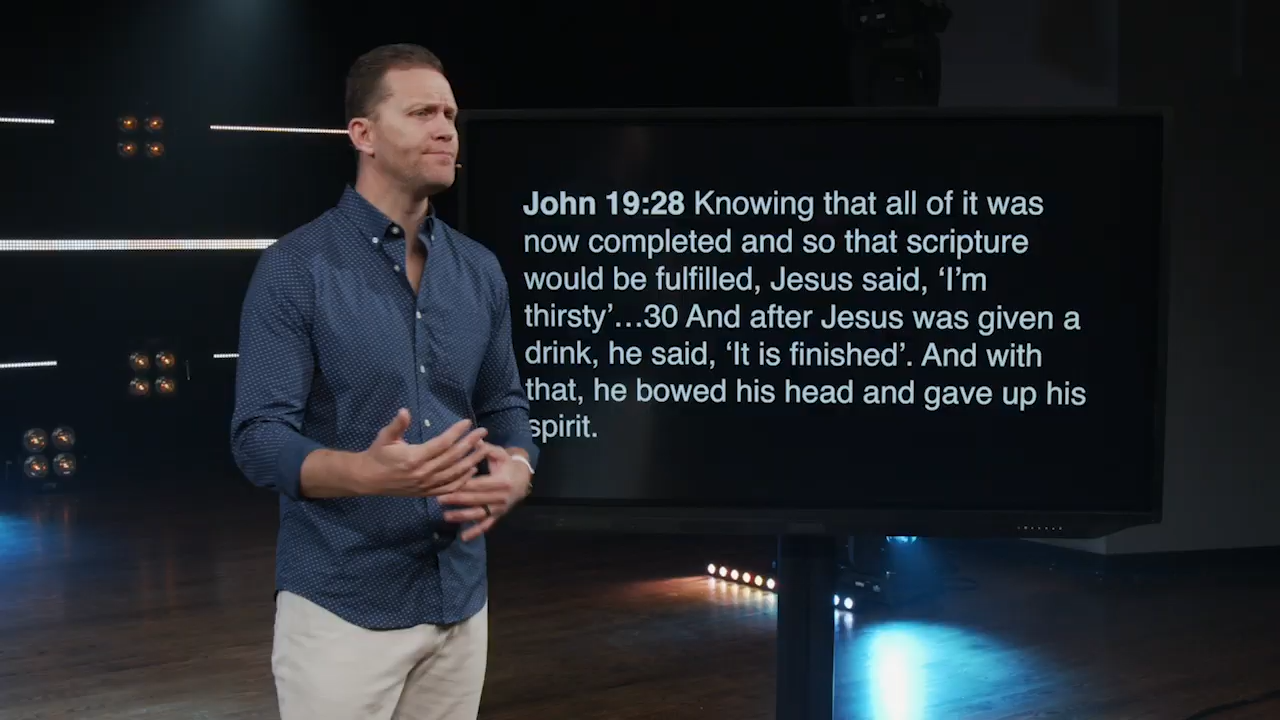 John 19:28 Knowing that all of it was
now completed and so that scripture
would be fulfilled, Jesus said, ‘I’m
thirsty’...30 And after Jesus was given a
drink, he said, ‘It is finished’. And with
that, he bowed his head and gave up his
spirit.